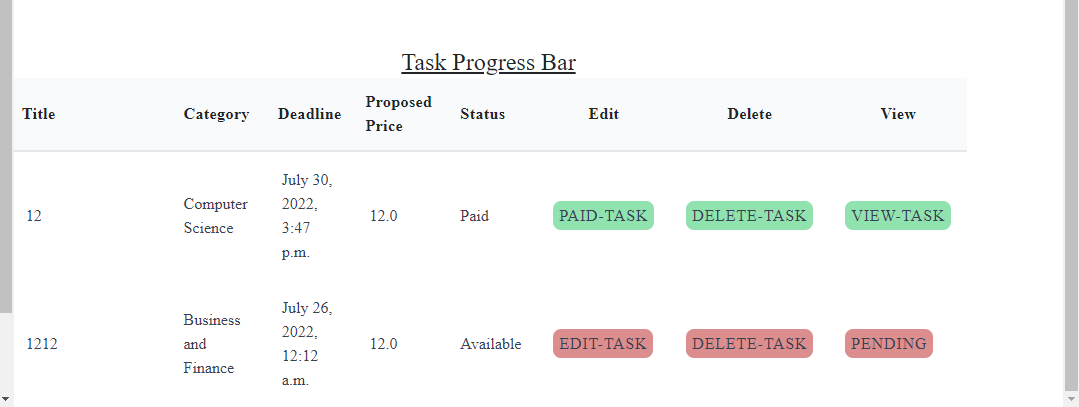 Task Progress Bar
Title Category Deadline Proposed Price Status Edit Delete View
12 Computer Science July 30, 2022, 3:47 p.m. 12.0 Paid PAID-TASK DELETE-TASK VIEW-TASK
1212 Business and Finance July 26, 2022, 12:12 a.m. 12.0 Available EDIT-TASK DELETE-TASK PENDING